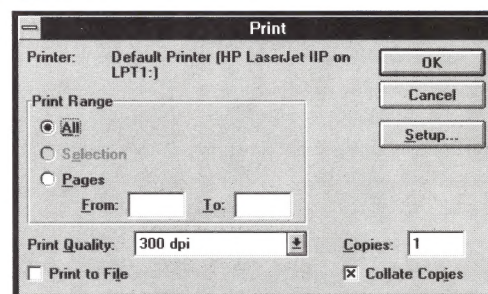 Print
Printer: Default Printer (HP LaserJet IIP on
LPT1:)
OK
Cancel
Setup...
Print Range
All
Selection
Pages
From: To:
Print Quality: 300 dpi
Copies: 1
Print to File
Collate Copies